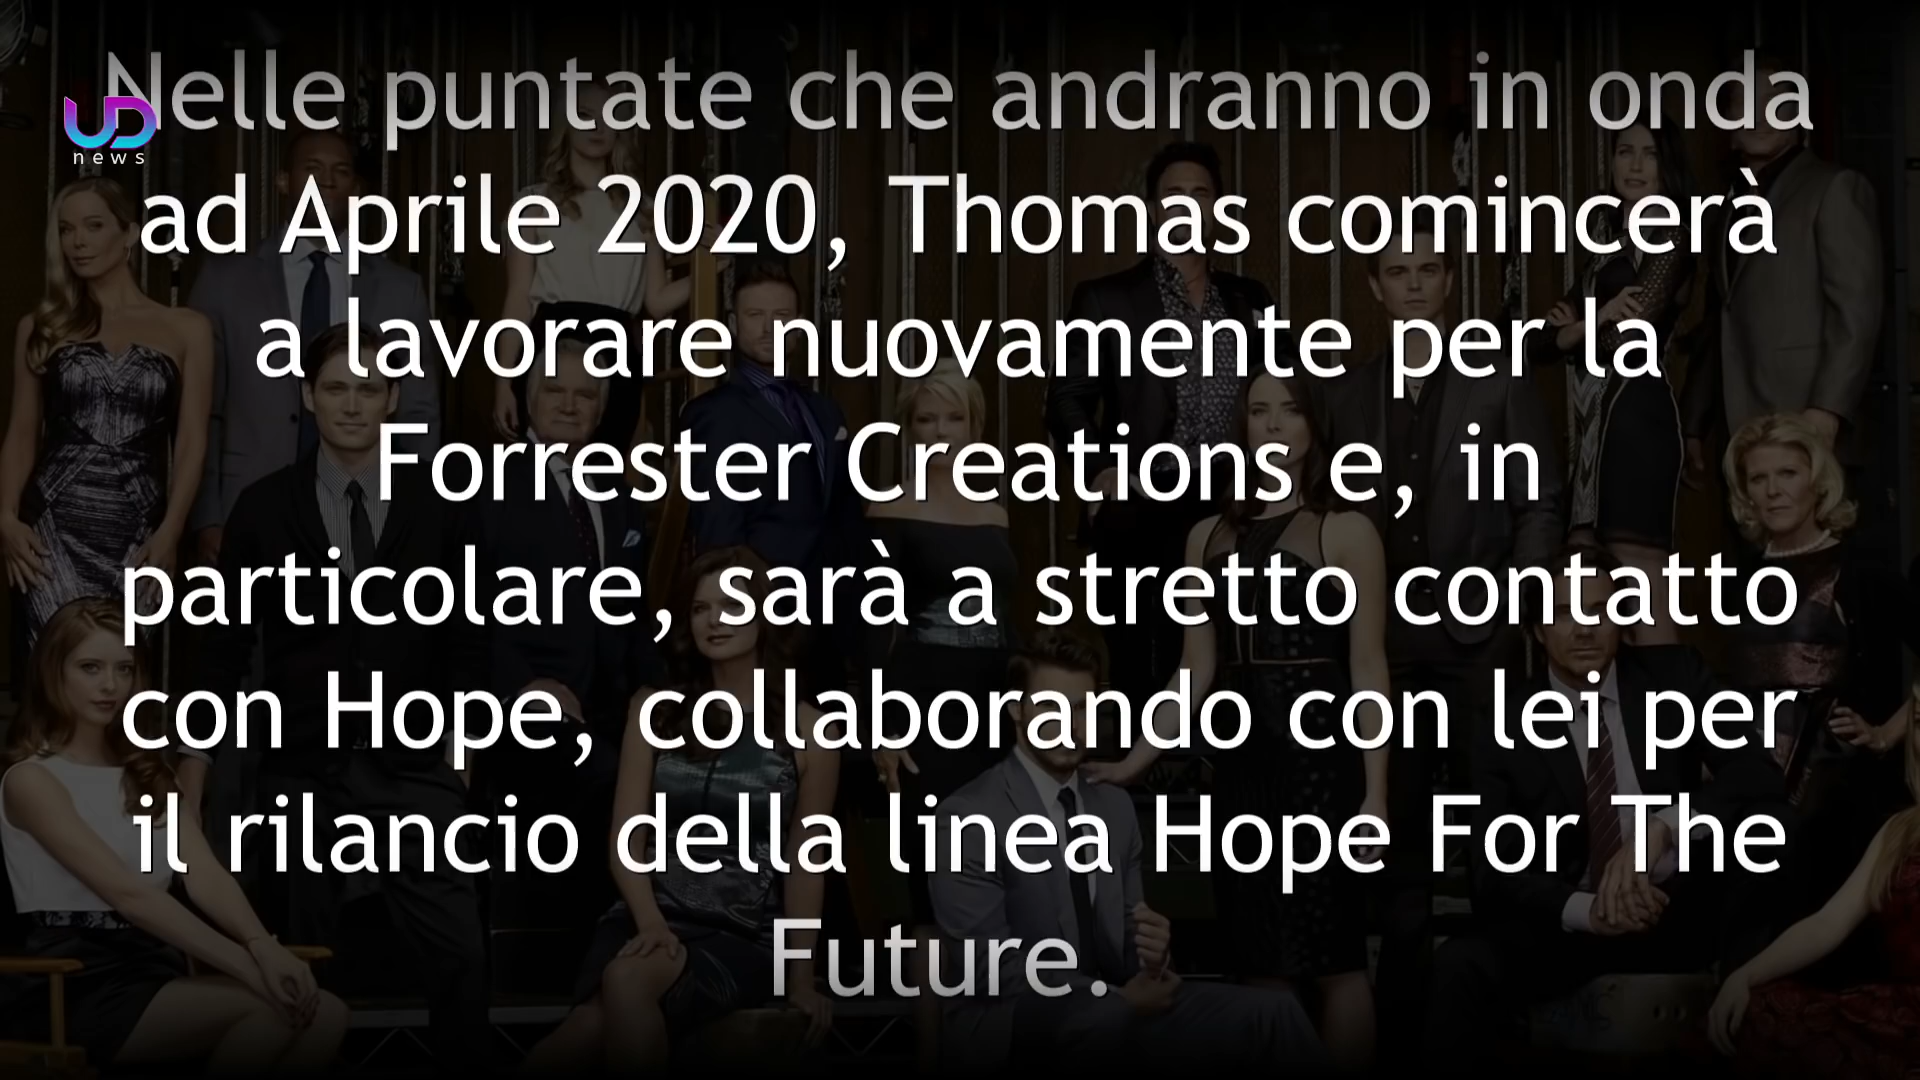 Nelle puntate che andranno in onda
UD
news
ad Aprile 2020, Thomas comincerà
a lavorare nuovamente per la
Forrester Creations e, in
particolare, sarà a stretto contatto
con Hope, collaborando con lei per
il rilancio della linea Hope For The
Future.